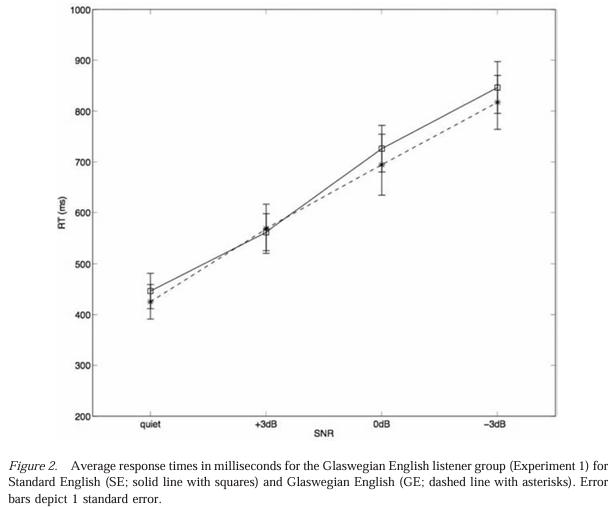 1000
900
800
700
600
500
400
300
200
RT (ms)
quiet +3dB 0dB −3dB
SNR
Figure 2. Average response times in milliseconds for the Glaswegian English listener group (Experiment 1) for
Standard English (SE; solid line with squares) and Glaswegian English (GE; dashed line with asterisks). Error
bars depict 1 standard error.